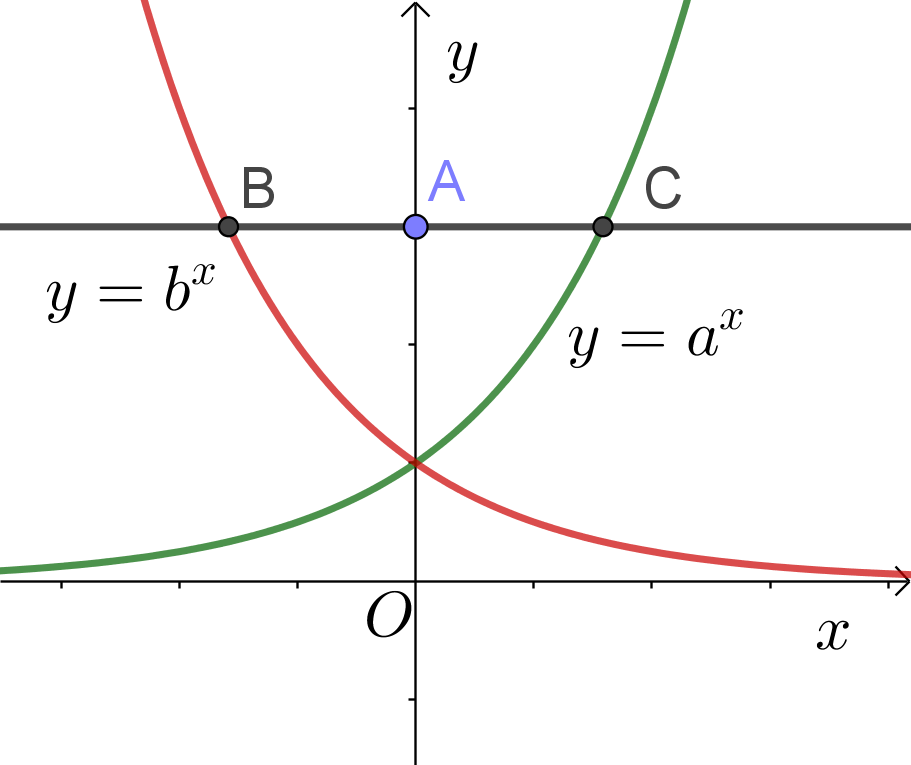 y
B A C
y = b^x
y = a^x
O
x